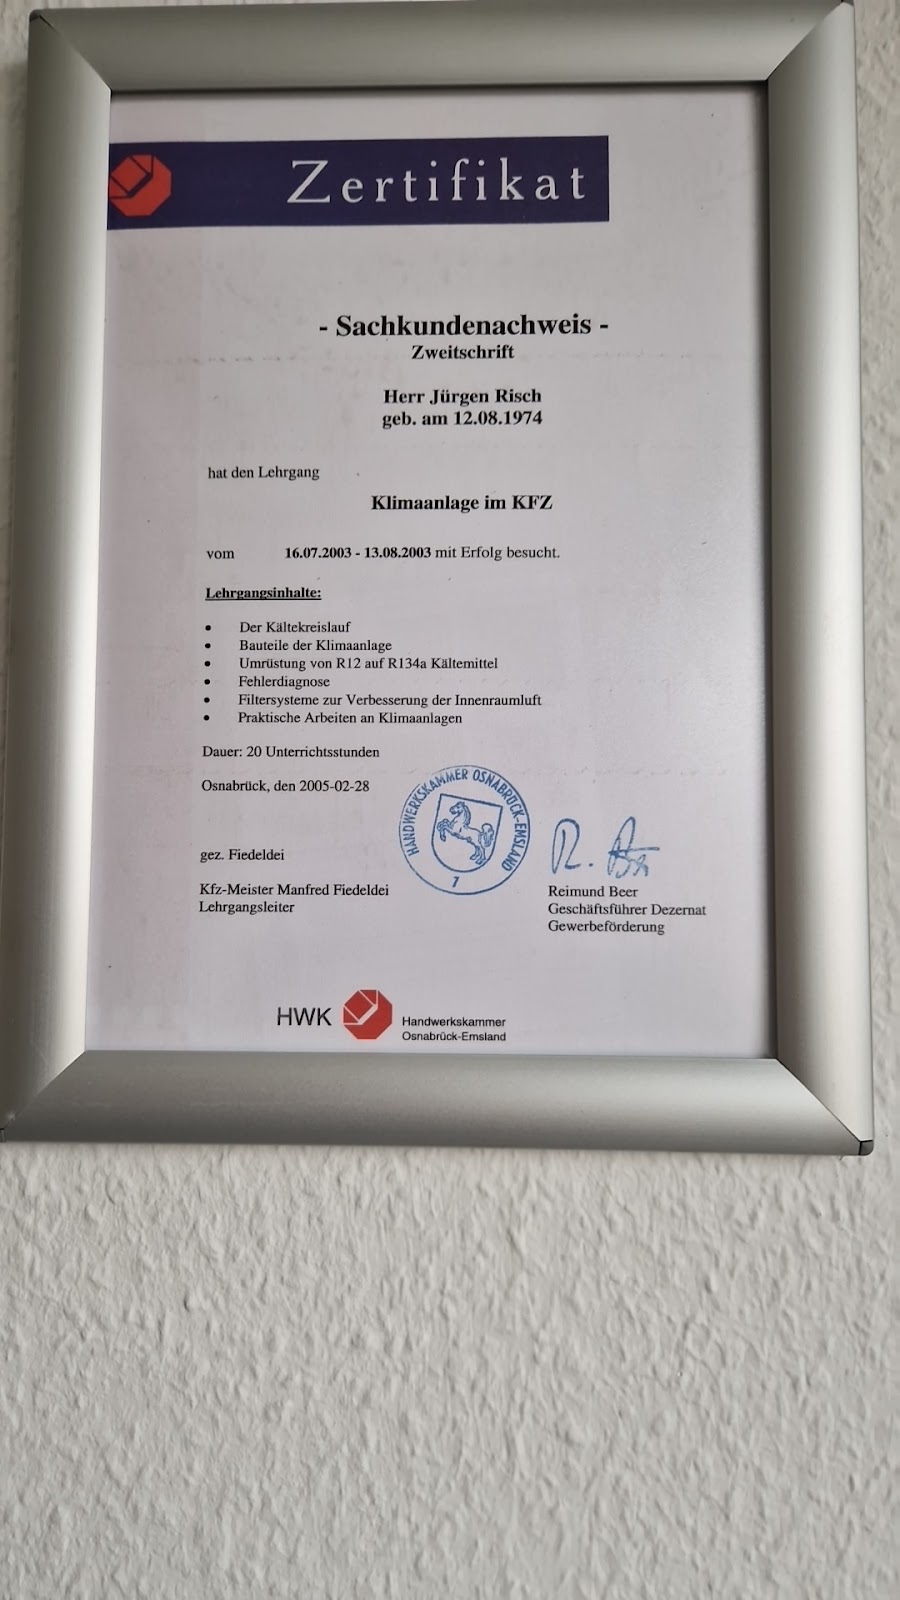 Zertifikat
- Sachkundenachweis -
Zweitschrift
Herr Jürgen Risch
geb. am 12.08.1974
hat den Lehrgang
Klimaanlage im KFZ
vom 16.07.2003 - 13.08.2003 mit Erfolg besucht.
Lehrgangsinhalte:
• Der Kältekreislauf
• Bauteile der Klimaanlage
• Umrüstung von R12 auf R134a Kältemittel
• Fehlerdiagnose
• Filtersysteme zur Verbesserung der Innenraumluft
• Praktische Arbeiten an Klimaanlagen
Dauer: 20 Unterrichtsstunden
Osnabrück, den 2005-02-28
HANDWERKSKAMMER OSNABRÜCK-EMSLAND
1
gez. Fiedeldei
Kfz-Meister Manfred Fiedeldei
Lehrgangsleiter
Reimund Beer
Geschäftsführer Dezernat
Gewerbeförderung
HWK
Handwerkskammer
Osnabrück-Emsland